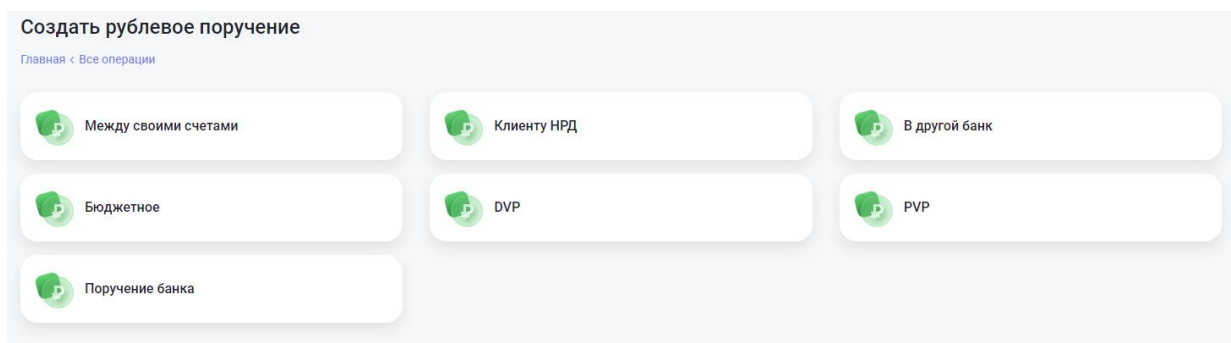 Создать рублевое поручение
Главная < Все операции
Между своими счетами
Клиенту НРД
В другой банк
Бюджетное
DVP
PVP
Поручение банка